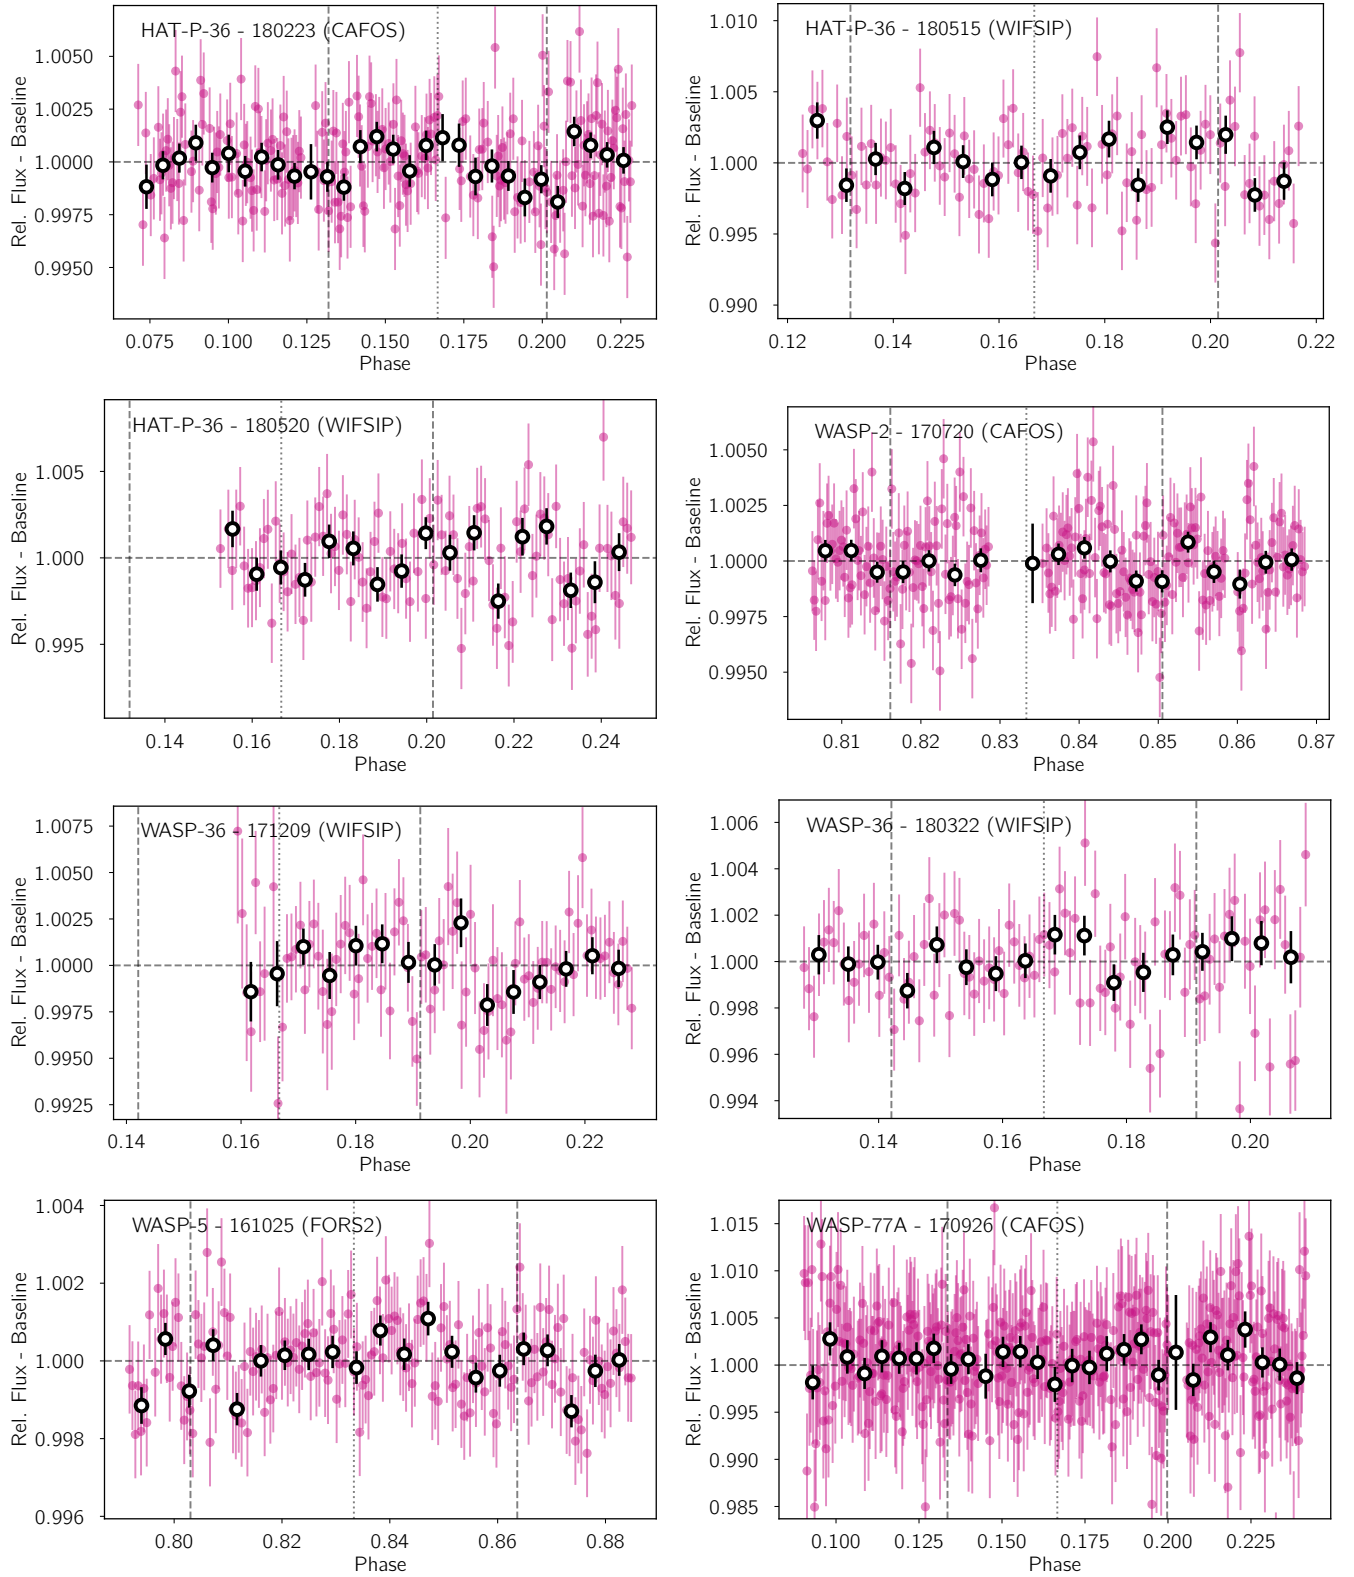 HAT-P-36 - 180223 (CAFOS)
Rel. Flux - Baseline
1.0050
1.0025
1.0000
0.9975
0.9950
0.075 0.100 0.125 0.150 0.175 0.200 0.225
Phase
HAT-P-36 - 180515 (WIFSIP)
Rel. Flux - Baseline
1.010
1.005
1.000
0.995
0.990
0.12 0.14 0.16 0.18 0.20 0.22
Phase
HAT-P-36 - 180520 (WIFSIP)
Rel. Flux - Baseline
1.005
1.000
0.995
0.14 0.16 0.18 0.20 0.22 0.24
Phase
WASP-2 - 170720 (CAFOS)
Rel. Flux - Baseline
1.0050
1.0025
1.0000
0.9975
0.9950
0.81 0.82 0.83 0.84 0.85 0.86 0.87
Phase
WASP-36 - 171209 (WIFSIP)
Rel. Flux - Baseline
1.0075
1.0050
1.0025
1.0000
0.9975
0.9950
0.9925
0.14 0.16 0.18 0.20 0.22
Phase
WASP-36 - 180322 (WIFSIP)
Rel. Flux - Baseline
1.006
1.004
1.002
1.000
0.998
0.996
0.994
0.14 0.16 0.18 0.20
Phase
WASP-5 - 161025 (FORS2)
Rel. Flux - Baseline
1.004
1.002
1.000
0.998
0.996
0.80 0.82 0.84 0.86 0.88
Phase
WASP-77A - 170926 (CAFOS)
Rel. Flux - Baseline
1.015
1.010
1.005
1.000
0.995
0.990
0.985
0.100 0.125 0.150 0.175 0.200 0.225
Phase